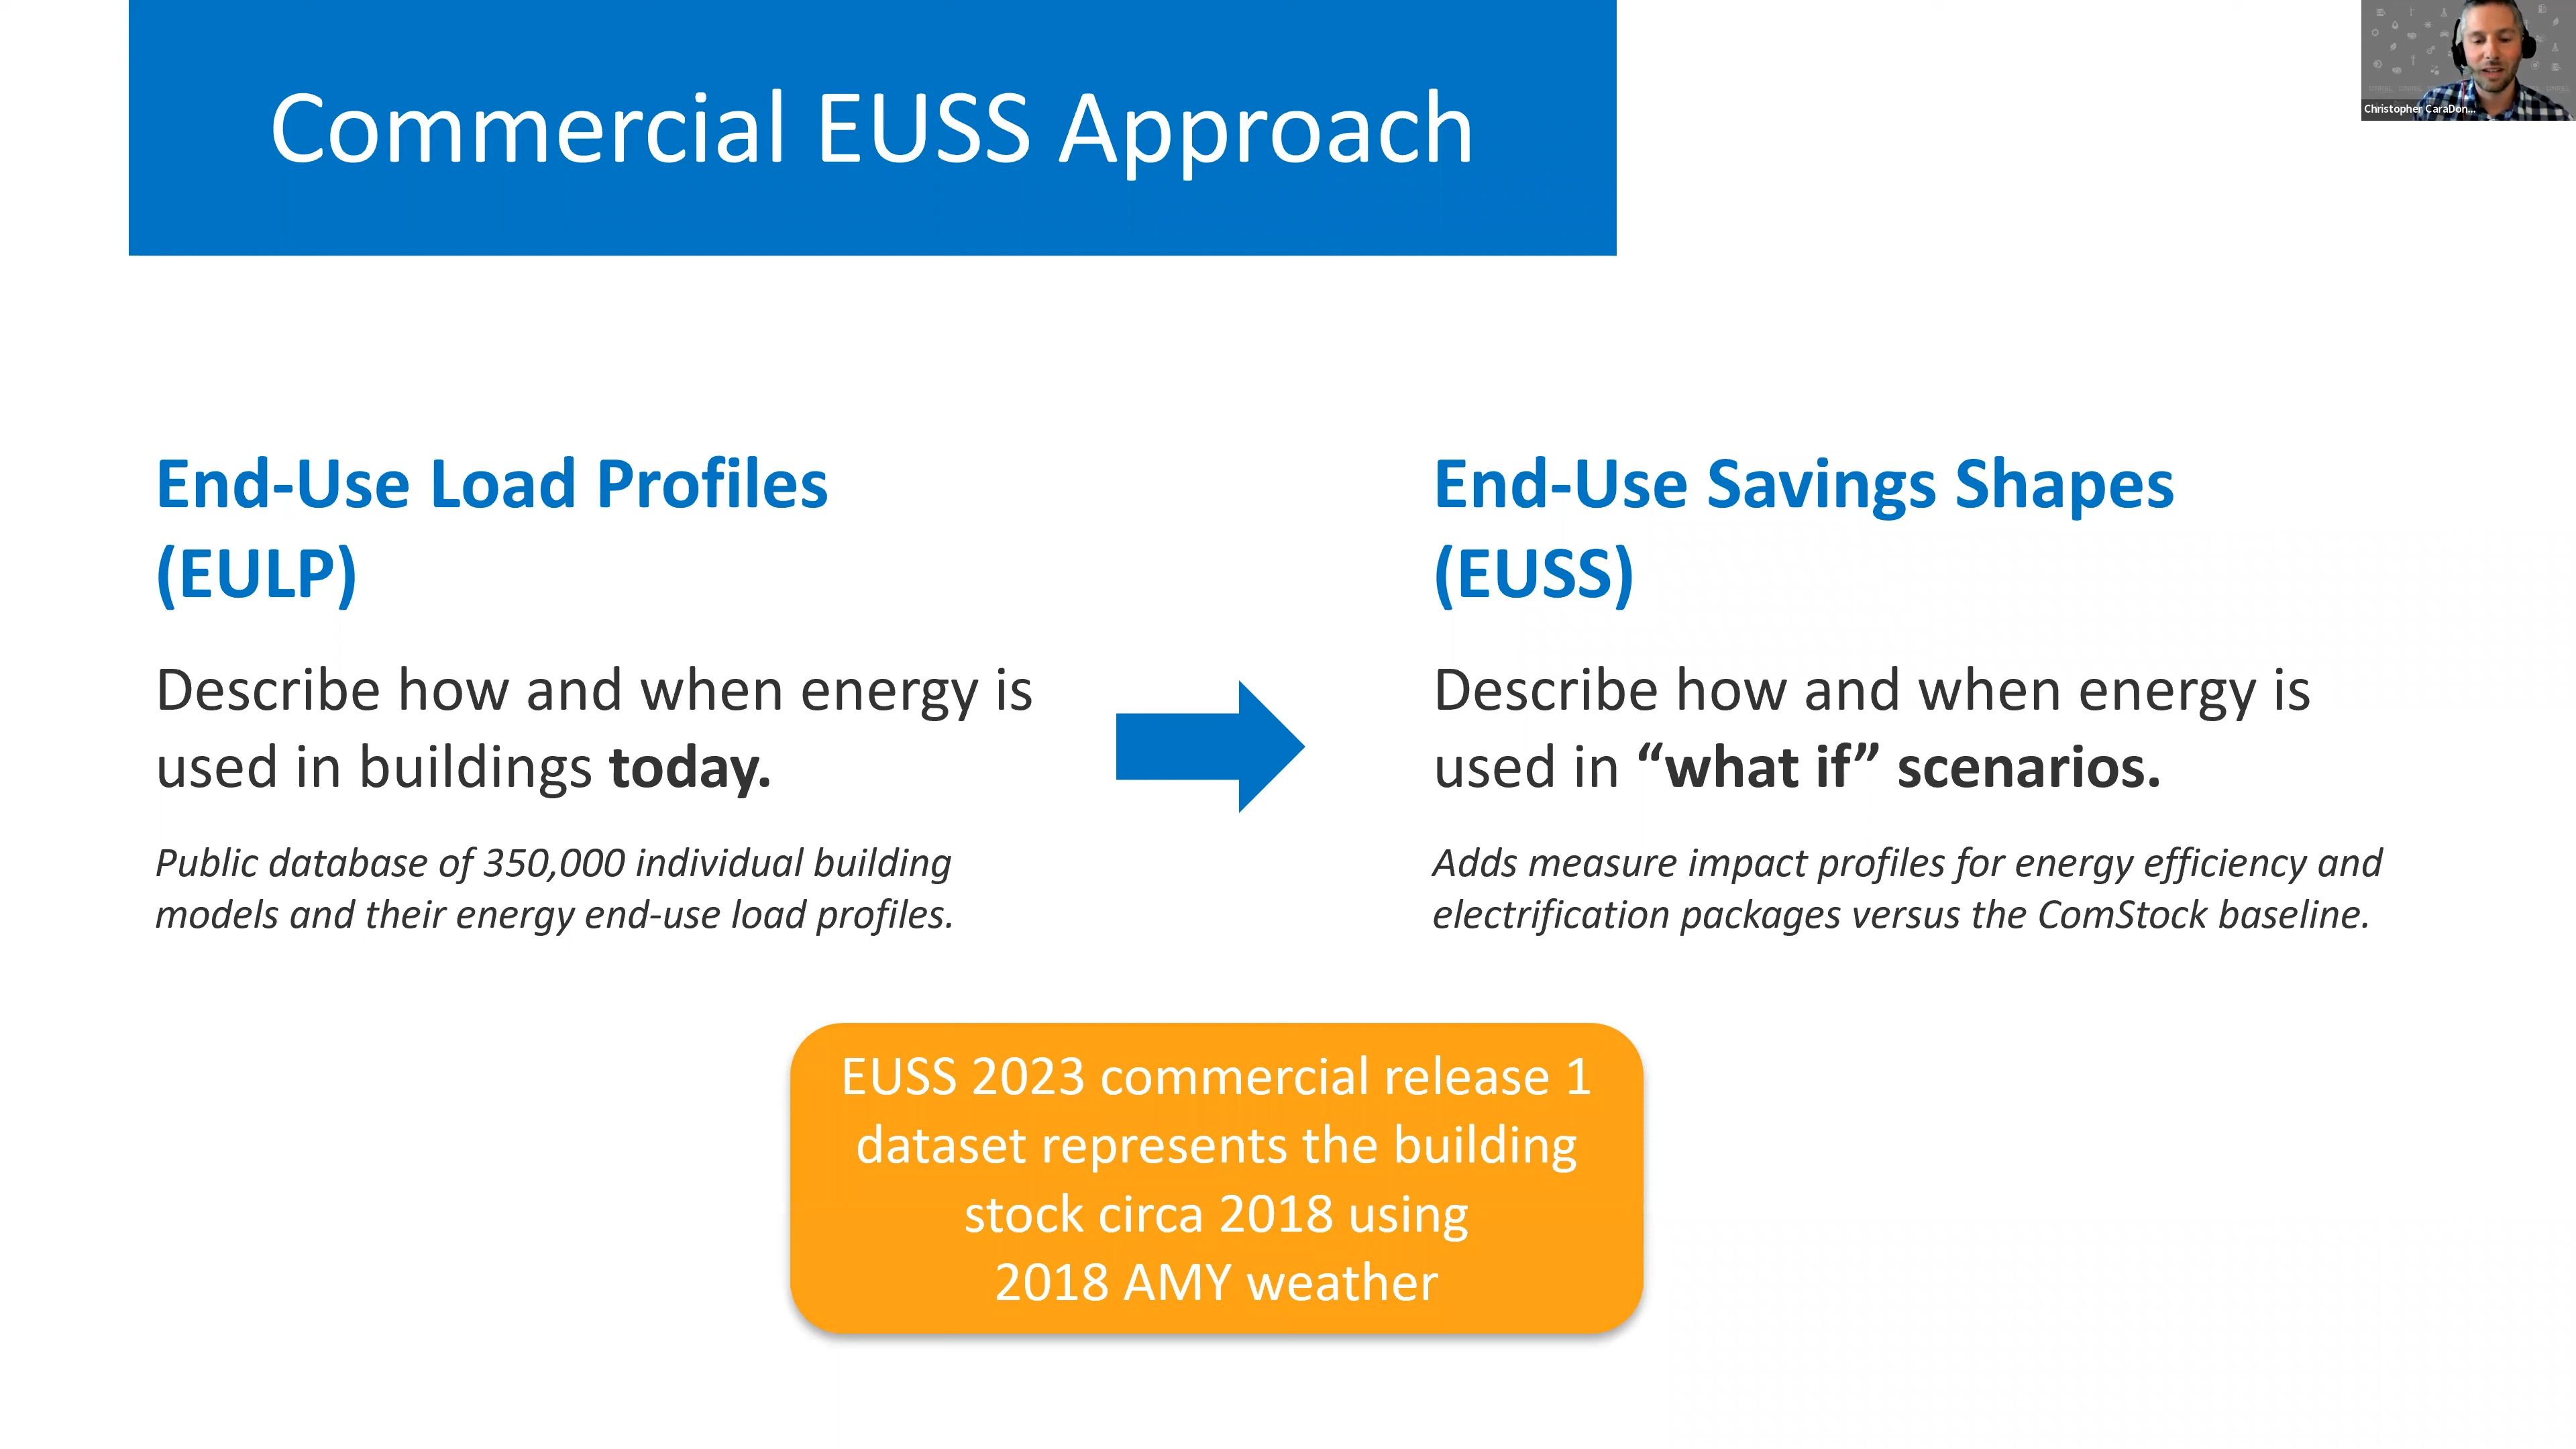 Commercial EUSS Approach
Christopher CaraDon...
End-Use Load Profiles
(EULP)
Describe how and when energy is
used in buildings today.
Public database of 350,000 individual building
models and their energy end-use load profiles.
End-Use Savings Shapes
(EUSS)
Describe how and when energy is
used in “what if” scenarios.
Adds measure impact profiles for energy efficiency and
electrification packages versus the ComStock baseline.
EUSS 2023 commercial release 1
dataset represents the building
stock circa 2018 using
2018 AMY weather